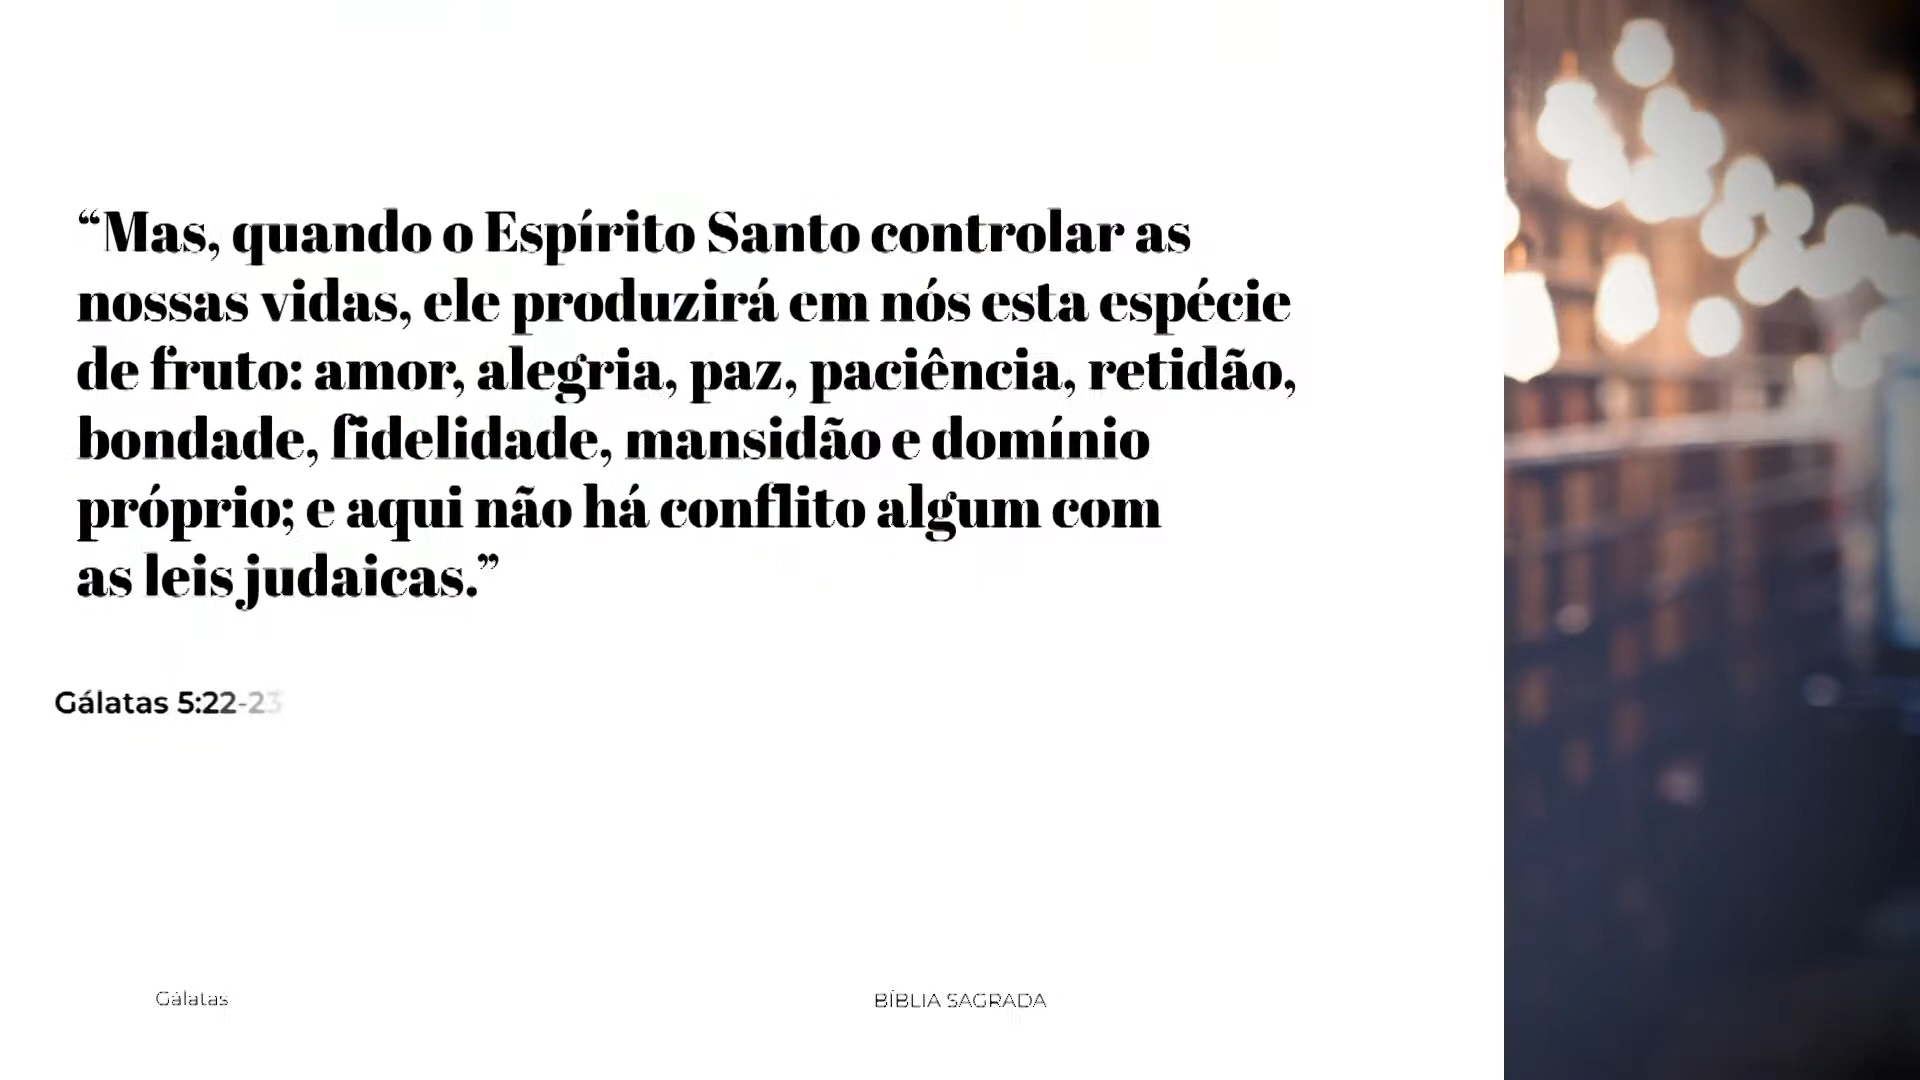 “Mas, quando o Espírito Santo controlar as
nossas vidas, ele produzirá em nós esta espécie
de fruto: amor, alegria, paz, paciência, retidão,
bondade, fidelidade, mansidão e domínio
próprio; e aqui não há conflito algum com
as leis judaicas.”
Gálatas 5:22-23
Gálatas
BÍBLIA SAGRADA